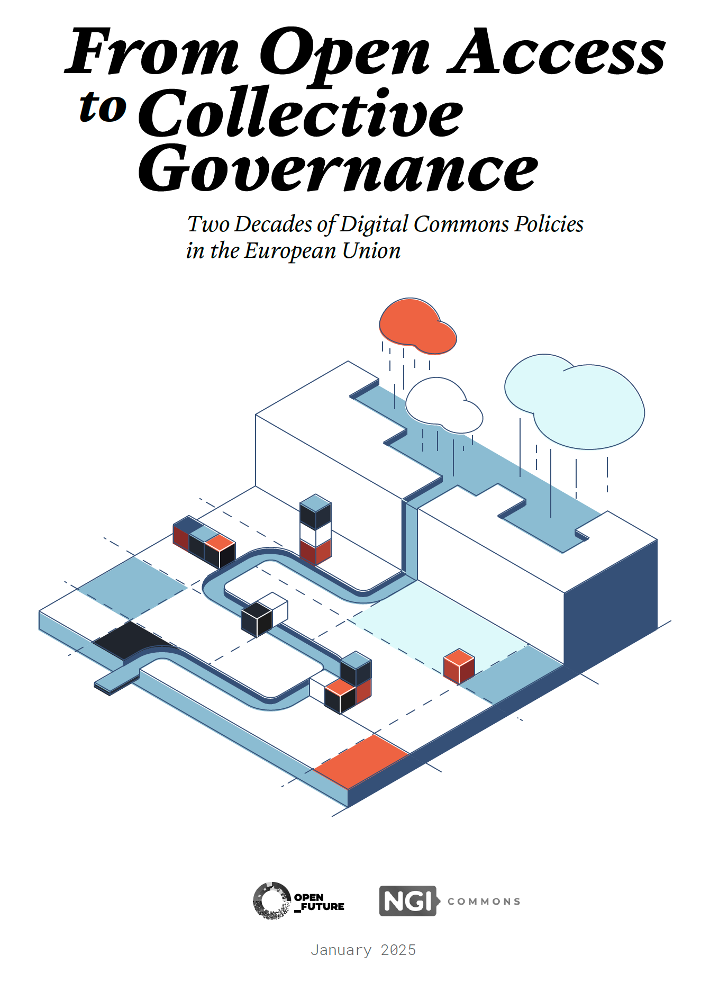 From Open Access
to Collective
Governance
Two Decades of Digital Commons Policies
in the European Union
OPEN
_FUTURE
NGI COMMONS
January 2025